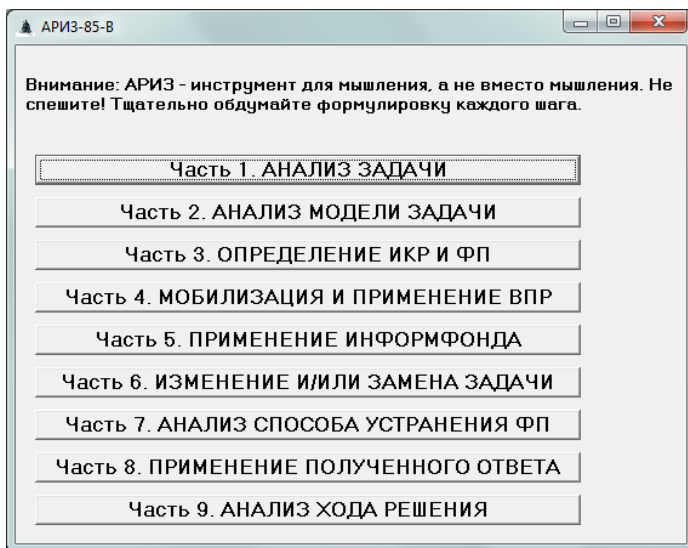 АРИЗ-85-В
Внимание: АРИЗ - инструмент для мышления, а не вместо мышления. Не
спешите! Тщательно обдумайте формулировку каждого шага.
Часть 1. АНАЛИЗ ЗАДАЧИ
Часть 2. АНАЛИЗ МОДЕЛИ ЗАДАЧИ
Часть 3. ОПРЕДЕЛЕНИЕ ИКР И ФП
Часть 4. МОБИЛИЗАЦИЯ И ПРИМЕНЕНИЕ ВПР
Часть 5. ПРИМЕНЕНИЕ ИНФОРМФОНДА
Часть 6. ИЗМЕНЕНИЕ И/ИЛИ ЗАМЕНА ЗАДАЧИ
Часть 7. АНАЛИЗ СПОСОБА УСТРАНЕНИЯ ФП
Часть 8. ПРИМЕНЕНИЕ ПОЛУЧЕННОГО ОТВЕТА
Часть 9. АНАЛИЗ ХОДА РЕШЕНИЯ